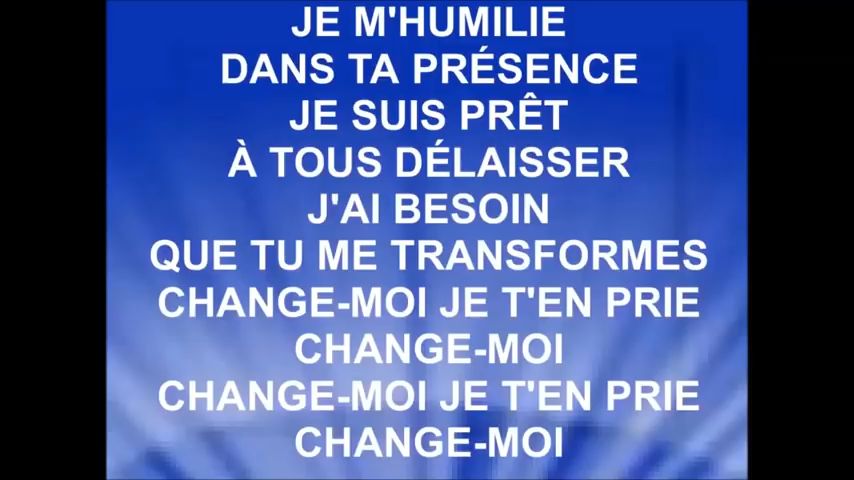 JE M'HUMILIE
DANS TA PRÉSENCE
JE SUIS PRÊT
À TOUS DÉLAISSER
J'AI BESOIN
QUE TU ME TRANSFORMES
CHANGE-MOI JE T'EN PRIE
CHANGE-MOI
CHANGE-MOI JE T'EN PRIE
CHANGE-MOI